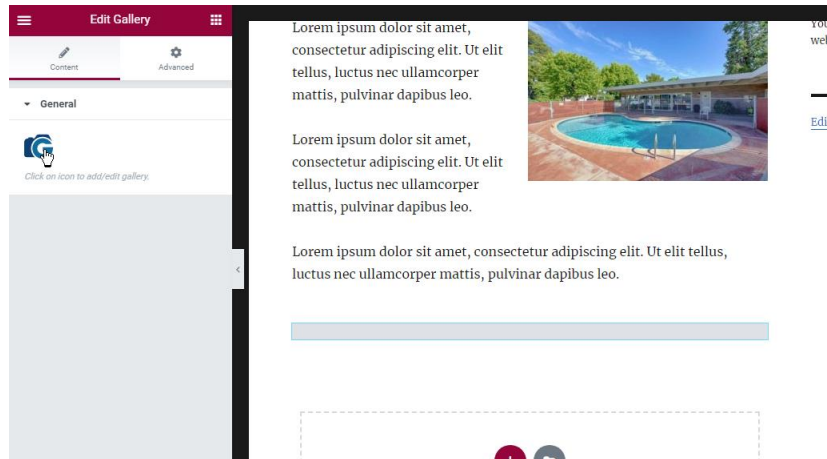 Edit Gallery
Content
Advanced
General
Click on icon to add/edit gallery.
Lorem ipsum dolor sit amet,
consectetur adipiscing elit. Ut elit
tellus, luctus nec ullamcorper
mattis, pulvinar dapibus leo.
Lorem ipsum dolor sit amet,
consectetur adipiscing elit. Ut elit
tellus, luctus nec ullamcorper
mattis, pulvinar dapibus leo.
Lorem ipsum dolor sit amet, consectetur adipiscing elit. Ut elit tellus,
luctus nec ullamcorper mattis, pulvinar dapibus leo.